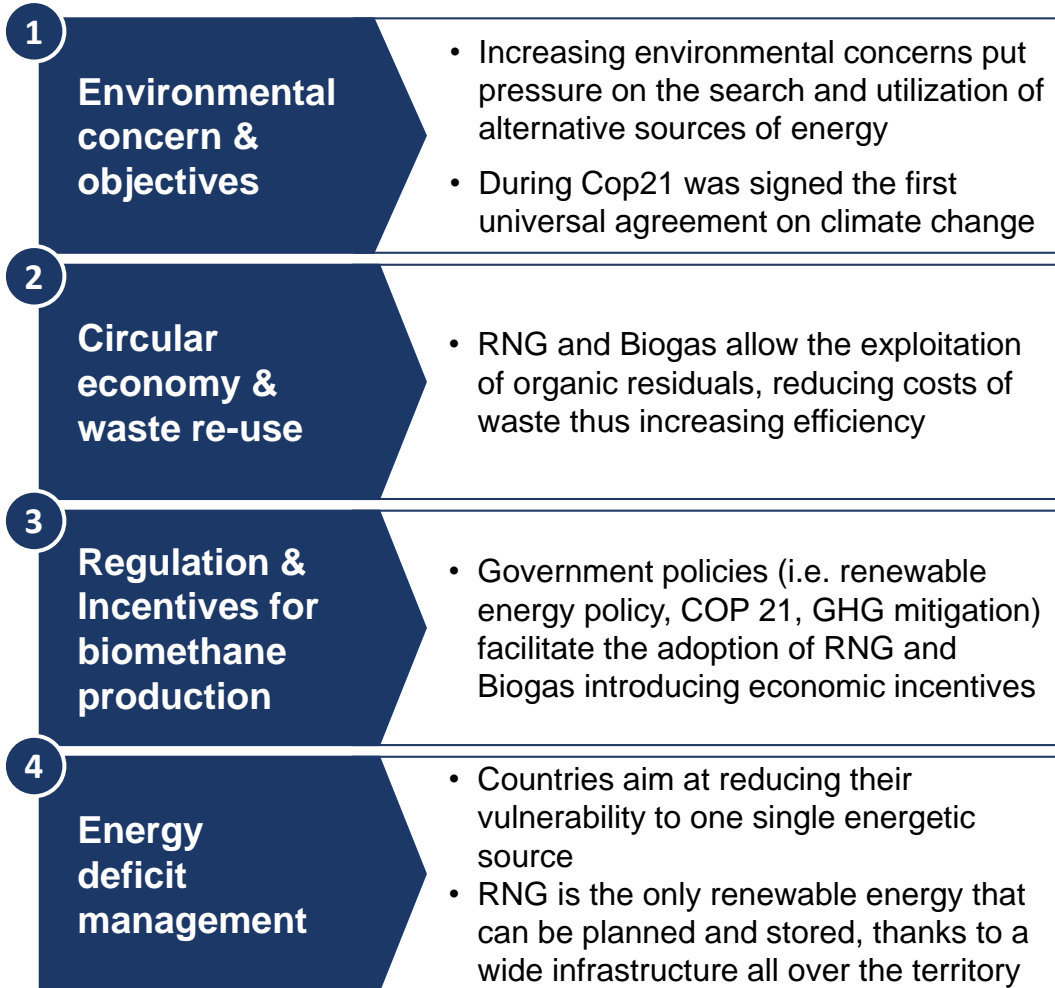 1
Environmental
concern &
objectives
• Increasing environmental concerns put
pressure on the search and utilization of
alternative sources of energy
• During Cop21 was signed the first
universal agreement on climate change
2
Circular
economy &
waste re-use
• RNG and Biogas allow the exploitation
of organic residuals, reducing costs of
waste thus increasing efficiency
3
Regulation &
Incentives for
biomethane
production
• Government policies (i.e. renewable
energy policy, COP 21, GHG mitigation)
facilitate the adoption of RNG and
Biogas introducing economic incentives
4
Energy
deficit
management
• Countries aim at reducing their
vulnerability to one single energetic
source
• RNG is the only renewable energy that
can be planned and stored, thanks to a
wide infrastructure all over the territory